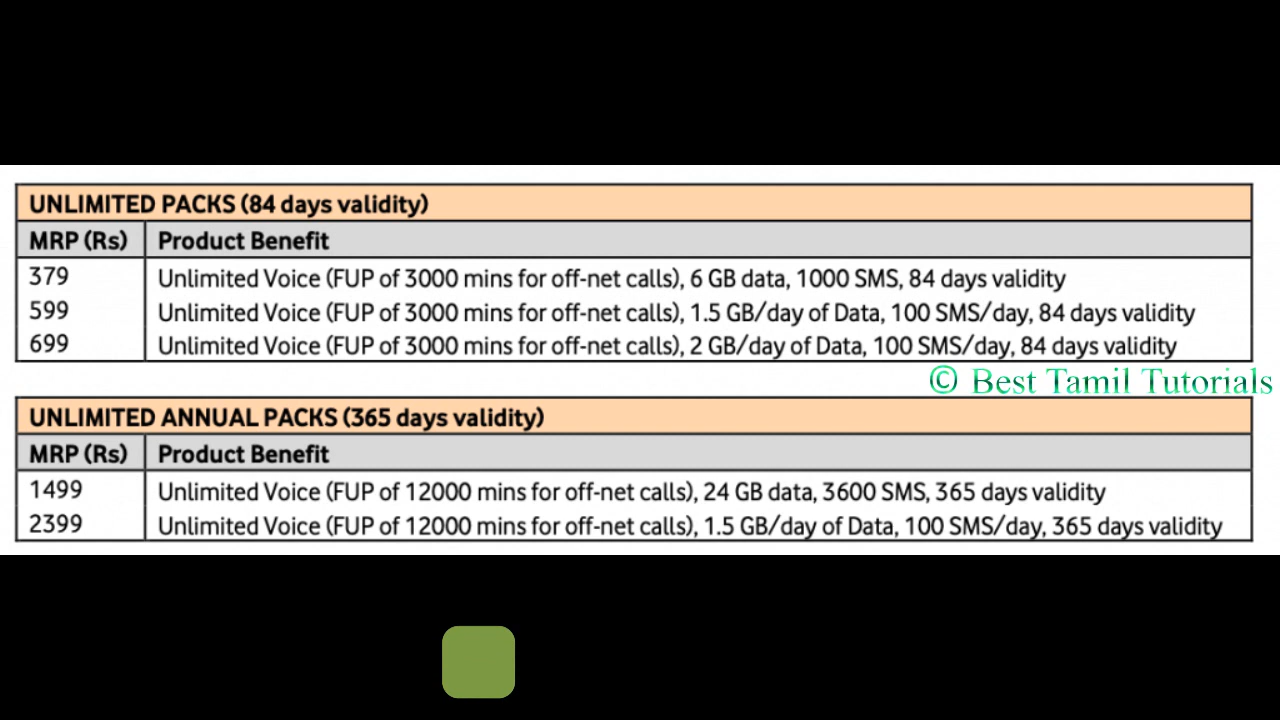 UNLIMITED PACKS (84 days validity)
MRP (Rs) Product Benefit
379 Unlimited Voice (FUP of 3000 mins for off-net calls), 6 GB data, 1000 SMS, 84 days validity
599 Unlimited Voice (FUP of 3000 mins for off-net calls), 1.5 GB/day of Data, 100 SMS/day, 84 days validity
699 Unlimited Voice (FUP of 3000 mins for off-net calls), 2 GB/day of Data, 100 SMS/day, 84 days validity
© Best Tamil Tutorials
UNLIMITED ANNUAL PACKS (365 days validity)
MRP (Rs) Product Benefit
1499 Unlimited Voice (FUP of 12000 mins for off-net calls), 24 GB data, 3600 SMS, 365 days validity
2399 Unlimited Voice (FUP of 12000 mins for off-net calls), 1.5 GB/day of Data, 100 SMS/day, 365 days validity